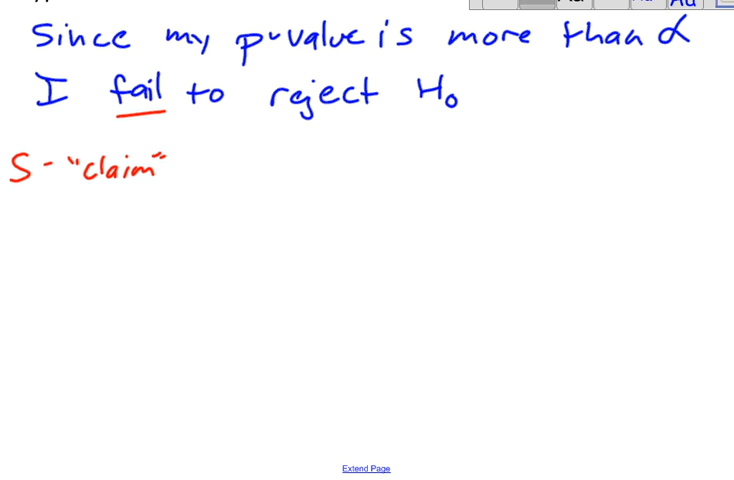 Since my p-value is more than α
I fail to reject H₀
S - "claim"
Extend Page